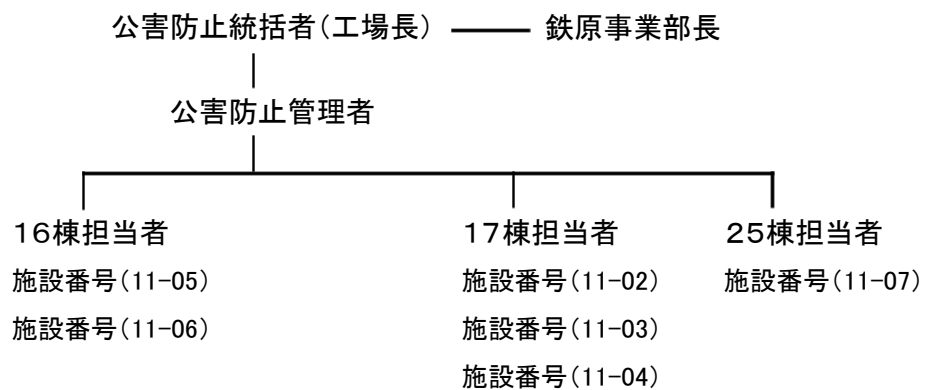 公害防止統括者（工場長） 鉄原事業部長
公害防止管理者
１６棟担当者 １７棟担当者 ２５棟担当者
施設番号（11-05） 施設番号（11-02） 施設番号（11-07）
施設番号（11-06） 施設番号（11-03）
施設番号（11-04）